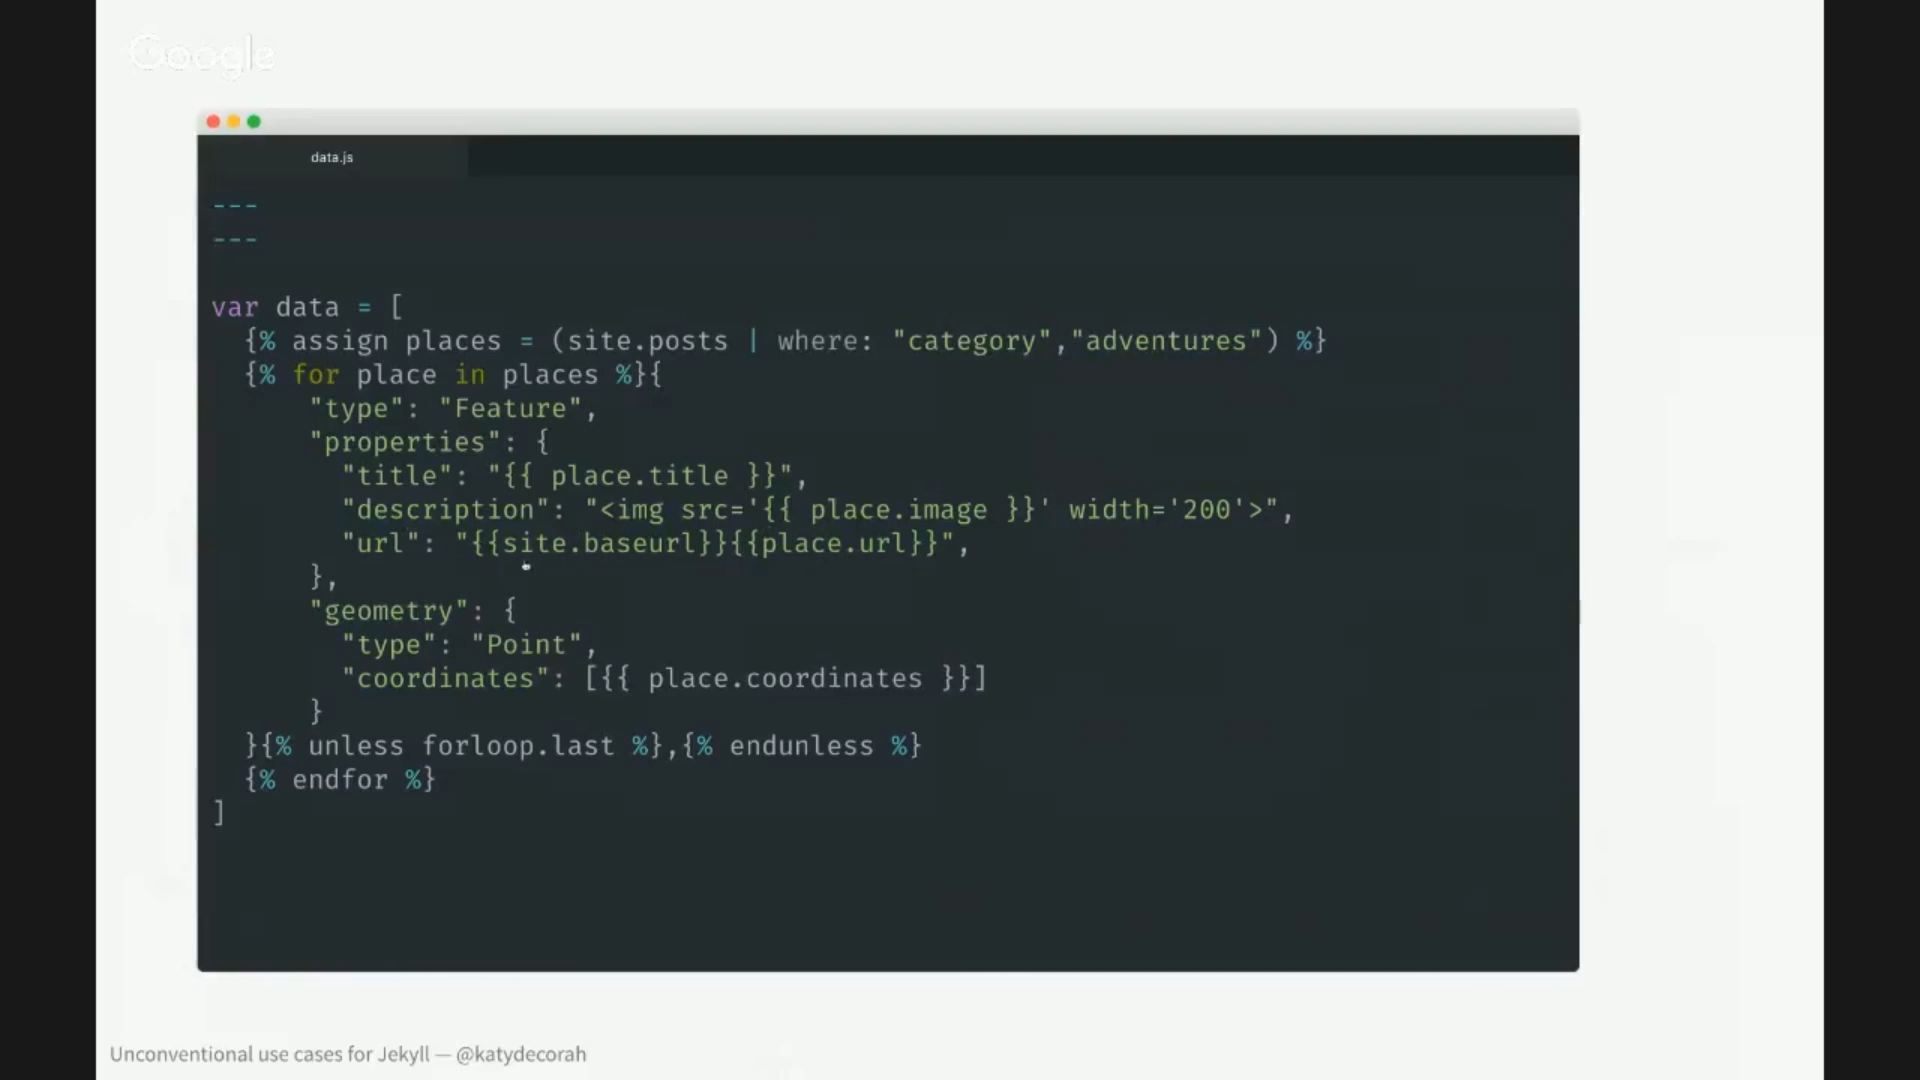 Google
data.js
---
---
var data = [
{% assign places = (site.posts | where: "category","adventures") %}
{% for place in places %}{
"type": "Feature",
"properties": {
"title": "{{ place.title }}",
"description": "<img src='{{ place.image }}' width='200'>",
"url": "{{site.baseurl}}{{place.url}}",
},
"geometry": {
"type": "Point",
"coordinates": [{{ place.coordinates }}]
}
}{% unless forloop.last %},{% endunless %}
{% endfor %}
]
Unconventional use cases for Jekyll — @katydecorah